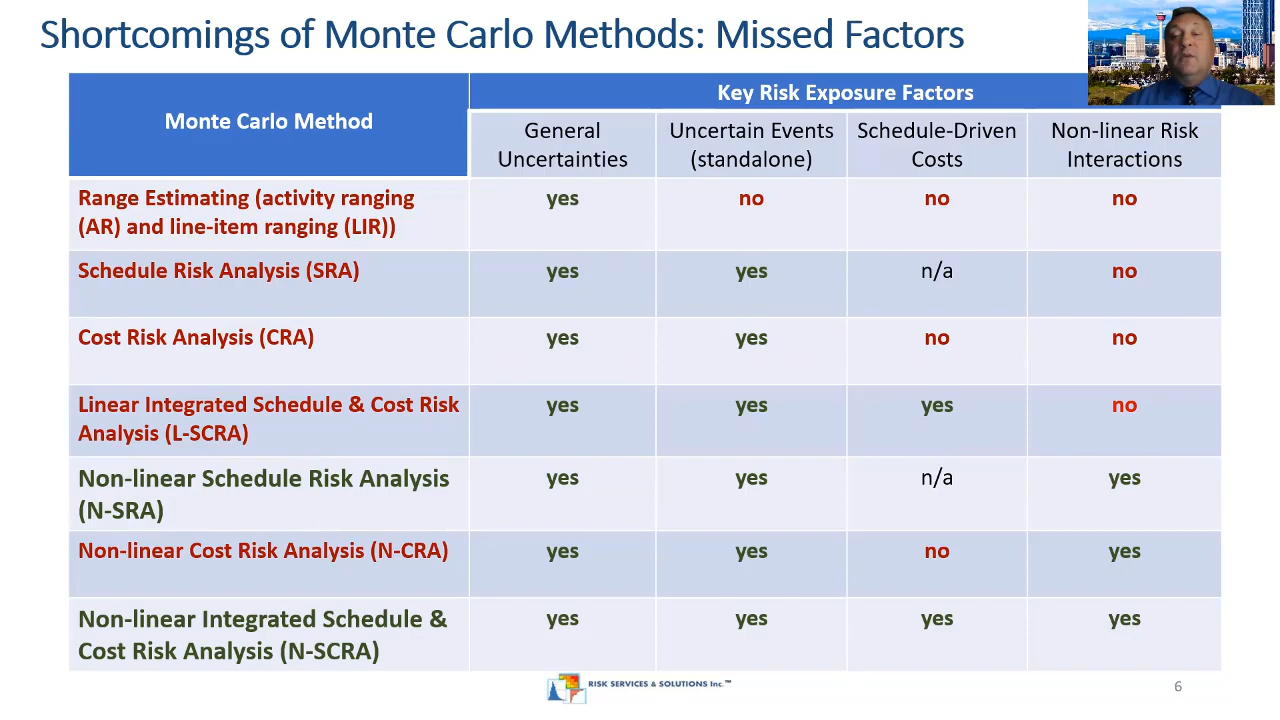 Shortcomings of Monte Carlo Methods: Missed Factors
Monte Carlo Method
Key Risk Exposure Factors
General
Uncertainties
Uncertain Events
(standalone)
Schedule-Driven
Costs
Non-linear Risk
Interactions
Range Estimating (activity ranging
(AR) and line-item ranging (LIR))
yes
no
no
no
Schedule Risk Analysis (SRA)
yes
yes
n/a
no
Cost Risk Analysis (CRA)
yes
yes
no
no
Linear Integrated Schedule & Cost Risk
Analysis (L-SCRA)
yes
yes
yes
no
Non-linear Schedule Risk Analysis
(N-SRA)
yes
yes
n/a
yes
Non-linear Cost Risk Analysis (N-CRA)
yes
yes
no
yes
Non-linear Integrated Schedule &
Cost Risk Analysis (N-SCRA)
yes
yes
yes
yes
RISK SERVICES & SOLUTIONS Inc.™
6